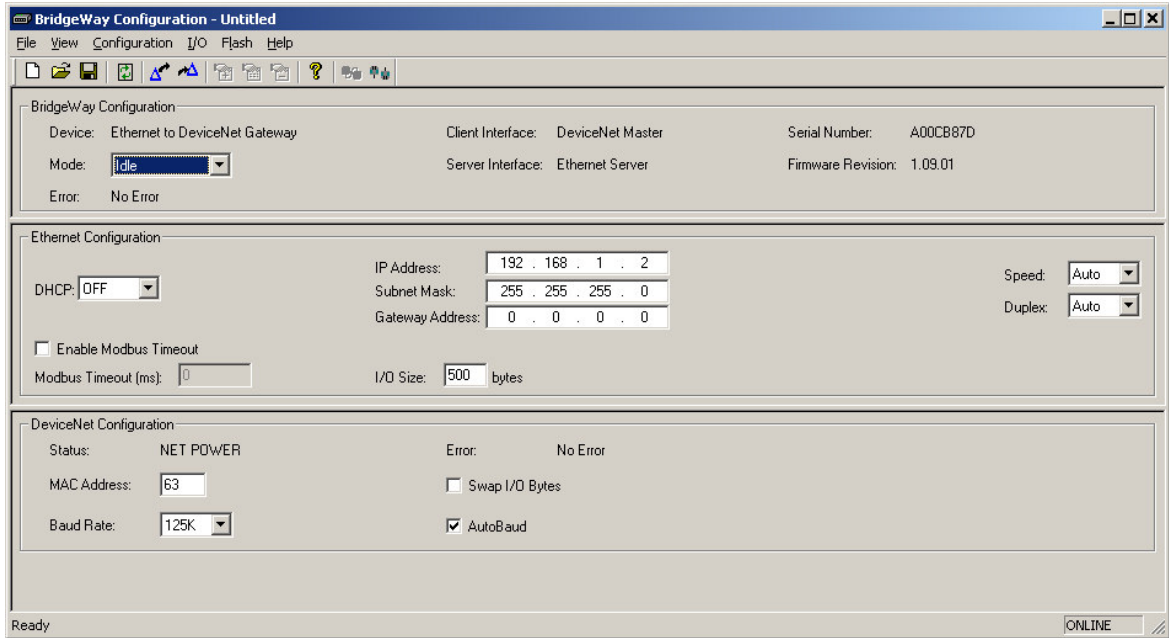 BridgeWay Configuration - Untitled
File View Configuration I/O Flash Help
BridgeWay Configuration
Device: Ethernet to DeviceNet Gateway Client Interface: DeviceNet Master Serial Number: A00CB87D
Mode: Idle Server Interface: Ethernet Server Firmware Revision: 1.09.01
Error: No Error
Ethernet Configuration
DHCP: OFF IP Address: 192 . 168 . 1 . 2 Speed: Auto
Subnet Mask: 255 . 255 . 255 . 0
Gateway Address: 0 . 0 . 0 . 0 Duplex: Auto
Enable Modbus Timeout
Modbus Timeout (ms): 0 I/O Size: 500 bytes
DeviceNet Configuration
Status: NET POWER Error: No Error
MAC Address: 63 Swap I/O Bytes
Baud Rate: 125K AutoBaud
Ready ONLINE